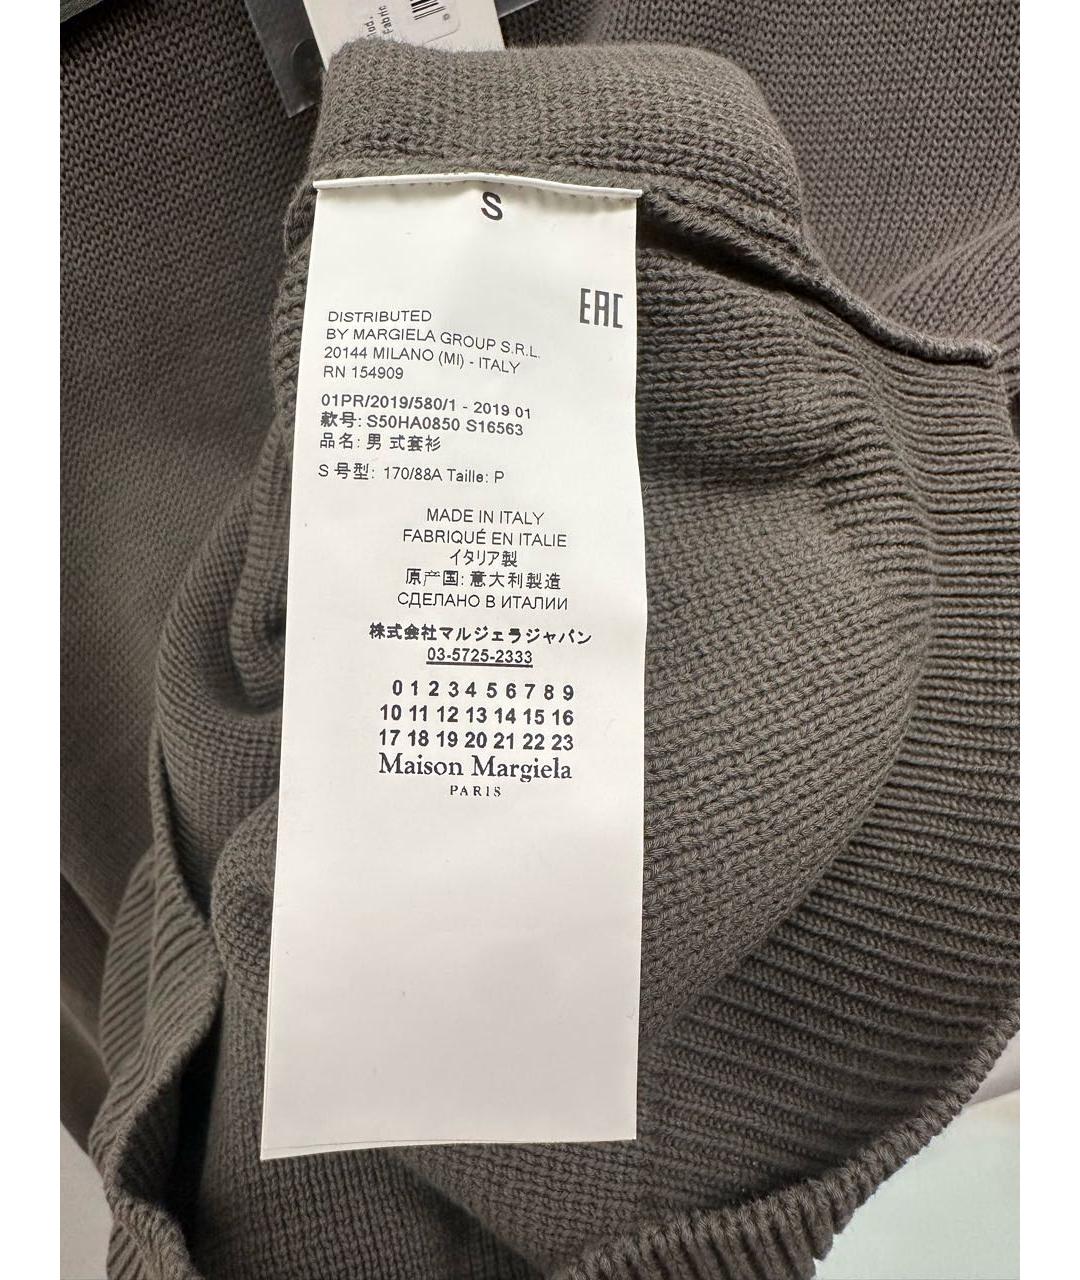 Fabric
S
EAC
DISTRIBUTED
BY MARGIELA GROUP S.R.L.
20144 MILANO (MI) - ITALY
RN 154909
01PR/2019/580/1 - 2019 01
款号: S50HA0850 S16563
品名: 男 式套衫
S 号型: 170/88A Taille: P
MADE IN ITALY
FABRIQUÉ EN ITALIE
イタリア製
原产国: 意大利製造
СДЕЛАНО В ИТАЛИИ
株式会社マルジェラジャパン
03-5725-2333
0 1 2 3 4 5 6 7 8 9
10 11 12 13 14 15 16
17 18 19 20 21 22 23
Maison Margiela
PARIS